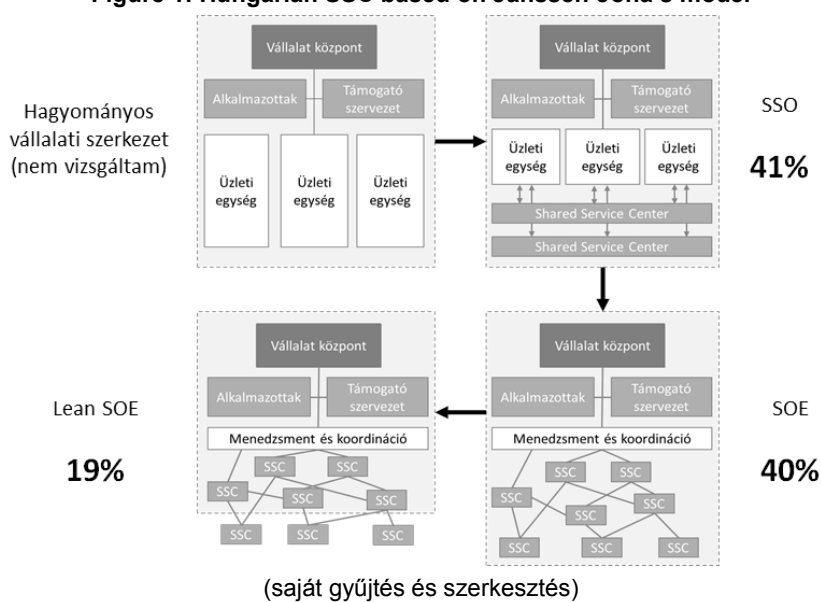 Figure 1. Hungarian SSC based on Janssen Joha's model
Hagyományos
vállalati szerkezet
(nem vizsgáltam)
Vállalat központ
Alkalmazottak
Támogató
szervezet
Üzleti
egység
Üzleti
egység
Üzleti
egység
Vállalat központ
Alkalmazottak
Támogató
szervezet
Üzleti
egység
Üzleti
egység
Üzleti
egység
Shared Service Center
Shared Service Center
SSO
41%
Lean SOE
19%
Vállalat központ
Alkalmazottak
Támogató
szervezet
Menedzsment és koordináció
SSC SSC
SSC SSC SSC
SSC SSC SSC
Vállalat központ
Alkalmazottak
Támogató
szervezet
Menedzsment és koordináció
SSC SSC
SSC SSC SSC
SSC SSC SSC
SOE
40%
(saját gyűjtés és szerkesztés)